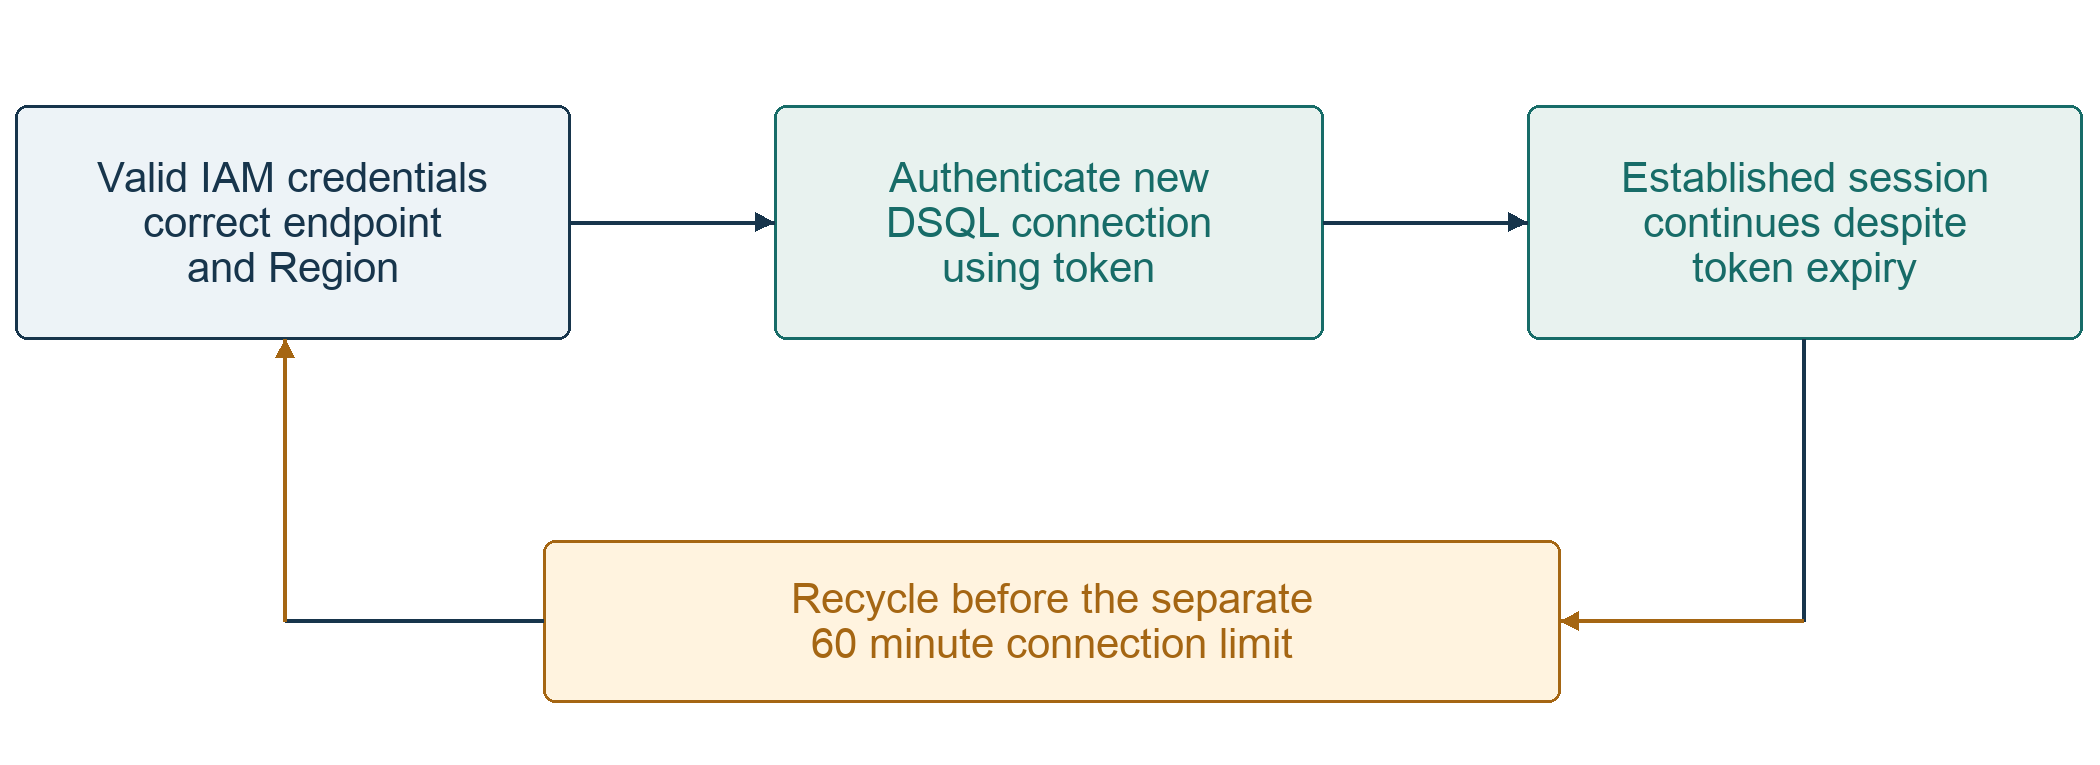 Valid IAM credentials
correct endpoint
and Region
Authenticate new
DSQL connection
using token
Established session
continues despite
token expiry
Recycle before the separate
60 minute connection limit